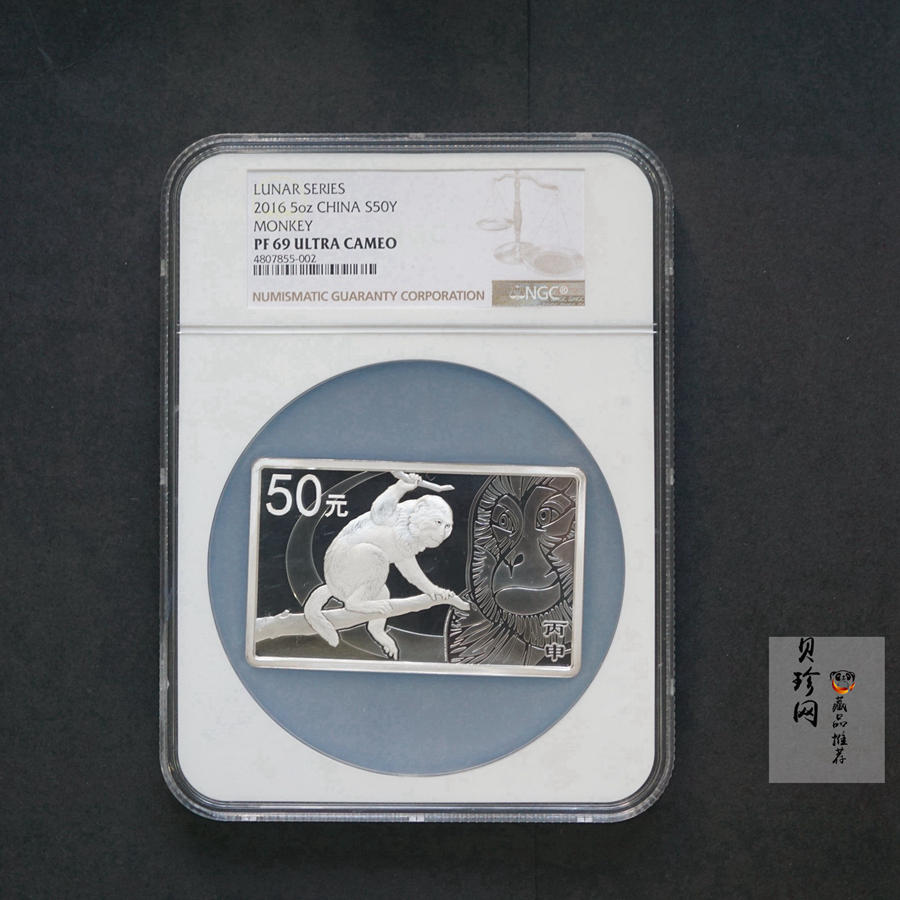 LUNAR SERIES
2016 5oz CHINA S50Y
MONKEY
PF 69 ULTRA CAMEO
4807855-002
NUMISMATIC GUARANTY CORPORATION
NGC®
50元
丙申
贝珍网
藏品推荐